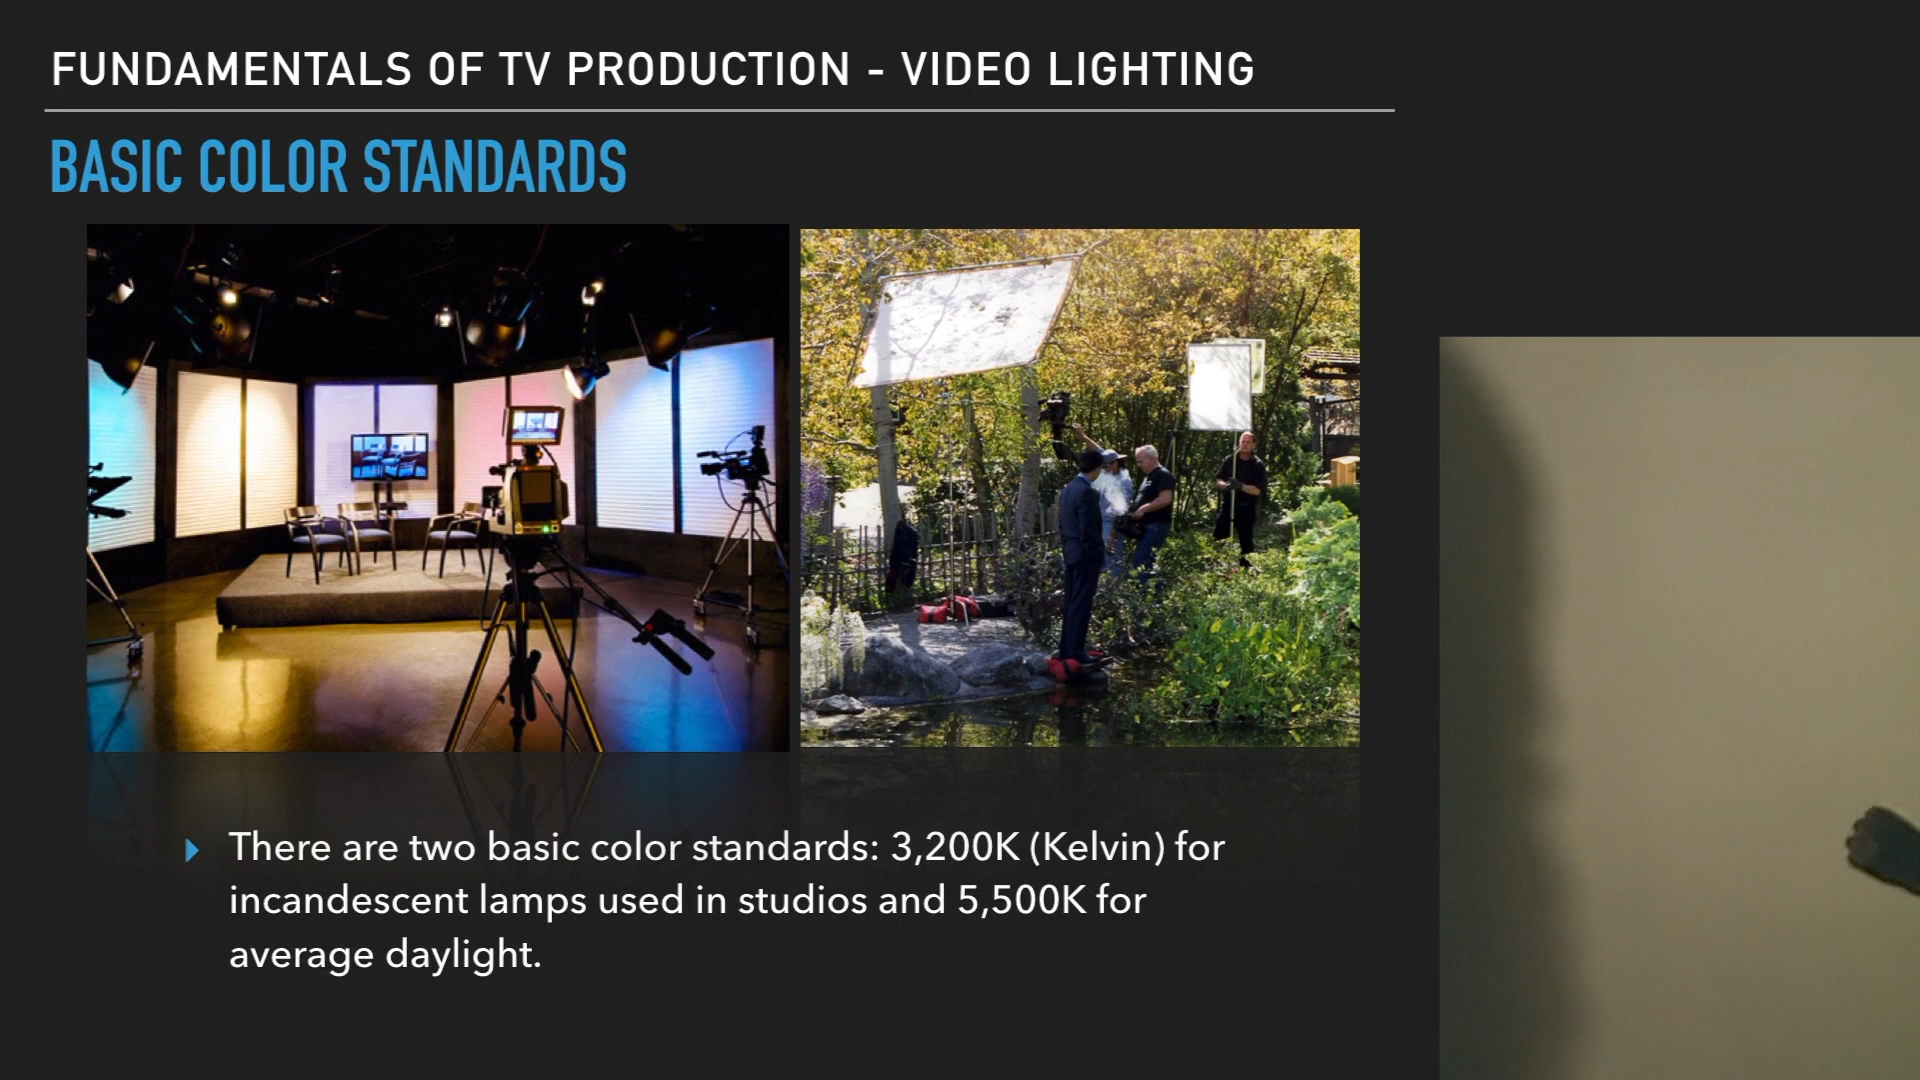 FUNDAMENTALS OF TV PRODUCTION - VIDEO LIGHTING
BASIC COLOR STANDARDS
There are two basic color standards: 3,200K (Kelvin) for
incandescent lamps used in studios and 5,500K for
average daylight.